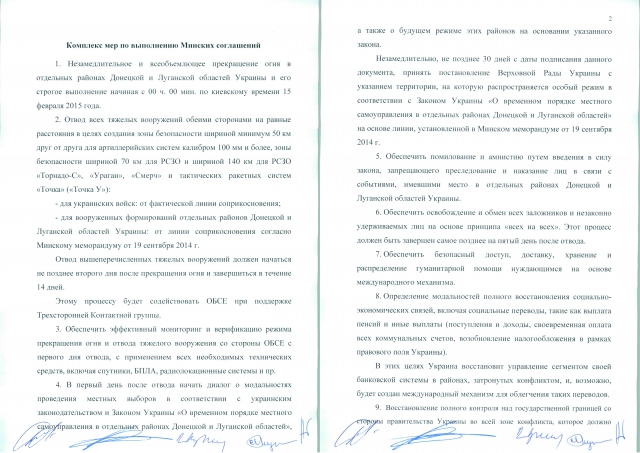 Комплекс мер по выполнению Минских соглашений
1. Незамедлительное и всеобъемлющее прекращение огня в
отдельных районах Донецкой и Луганской областей Украины и его
строгое выполнение начиная с 00 ч. 00 мин. по киевскому времени 15
февраля 2015 года.
2. Отвод всех тяжелых вооружений обеими сторонами на равные
расстояния в целях создания зоны безопасности шириной минимум 50 км
друг от друга для артиллерийских систем калибром 100 мм и более, зоны
безопасности шириной 70 км для РСЗО и шириной 140 км для РСЗО
«Торнадо-С», «Ураган», «Смерч» и тактических ракетных систем
«Точка» («Точка У»):
- для украинских войск: от фактической линии соприкосновения;
- для вооруженных формирований отдельных районов Донецкой и
Луганской областей Украины: от линии соприкосновения согласно
Минскому меморандуму от 19 сентября 2014 г.
Отвод вышеперечисленных тяжелых вооружений должен начаться
не позднее второго дня после прекращения огня и завершиться в течение
14 дней.
Этому процессу будет содействовать ОБСЕ при поддержке
Трехсторонней Контактной группы.
3. Обеспечить эффективный мониторинг и верификацию режима
прекращения огня и отвода тяжелого вооружения со стороны ОБСЕ с
первого дня отвода, с применением всех необходимых технических
средств, включая спутники, БПЛА, радиолокационные системы и пр.
4. В первый день после отвода начать диалог о модальностях
проведения местных выборов в соответствии с украинским
законодательством и Законом Украины «О временном порядке местного
самоуправления в отдельных районах Донецкой и Луганской областей»,
2
а также о будущем режиме этих районов на основании указанного
закона.
Незамедлительно, не позднее 30 дней с даты подписания данного
документа, принять постановление Верховной Рады Украины с
указанием территории, на которую распространяется особый режим в
соответствии с Законом Украины «О временном порядке местного
самоуправления в отдельных районах Донецкой и Луганской областей»
на основе линии, установленной в Минском меморандуме от 19 сентября
2014 г.
5. Обеспечить помилование и амнистию путем введения в силу
закона, запрещающего преследование и наказание лиц в связи с
событиями, имевшими место в отдельных районах Донецкой и
Луганской областей Украины.
6. Обеспечить освобождение и обмен всех заложников и незаконно
удерживаемых лиц на основе принципа «всех на всех». Этот процесс
должен быть завершен самое позднее на пятый день после отвода.
7. Обеспечить безопасный доступ, доставку, хранение и
распределение гуманитарной помощи нуждающимся на основе
международного механизма.
8. Определение модальностей полного восстановления социально-
экономических связей, включая социальные переводы, такие как выплата
пенсий и иные выплаты (поступления и доходы, своевременная оплата
всех коммунальных счетов, возобновление налогообложения в рамках
правового поля Украины).
В этих целях Украина восстановит управление сегментом своей
банковской системы в районах, затронутых конфликтом, и, возможно,
будет создан международный механизм для облегчения таких переводов.
9. Восстановление полного контроля над государственной границей со
стороны правительства Украины во всей зоне конфликта, которое должно